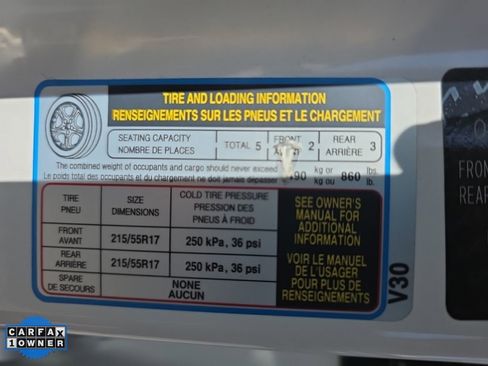 TIRE AND LOADING INFORMATION
RENSEIGNEMENTS SUR LES PNEUS ET LE CHARGEMENT
SEATING CAPACITY TOTAL 5 FRONT 2 REAR 3
NOMBRE DE PLACES ARRIÈRE
The combined weight of occupants and cargo should never exceed kg or 860 lbs.
Le poids total des occupants et du chargement ne doit jamais dépasser kg ou lb.
TIRE SIZE COLD TIRE PRESSURE
PNEU DIMENSIONS PRESSION DES
PNEUS À FROID
FRONT
AVANT 215/55R17 250 kPa, 36 psi
REAR
ARRIÈRE 215/55R17 250 kPa, 36 psi
SPARE NONE
DE SECOURS AUCUN
SEE OWNER'S
MANUAL FOR
ADDITIONAL
INFORMATION
VOIR LE MANUEL
DE L'USAGER
POUR PLUS DE
RENSEIGNEMENTS
V30
FRON
REAR
CARFAX
1 OWNER